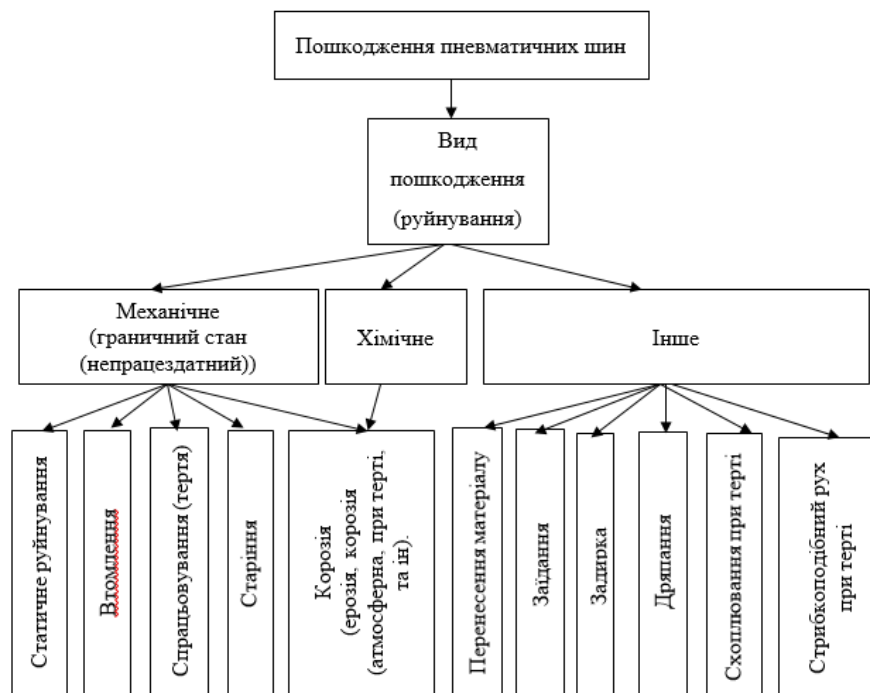 Пошкодження пневматичних шин
Вид
пошкодження
(руйнування)
Механічне
(граничний стан
(непрацездатний))
Хімічне
Інше
Статичне руйнування
Втомлення
Спрацьовування (тертя)
Старіння
Корозія
(ерозія, корозія
(атмосферна, при терті,
та ін).
Перенесення матеріалу
Заїдання
Задирка
Дряпання
Схоплювання при терті
Стрибкоподібний рух
при терті